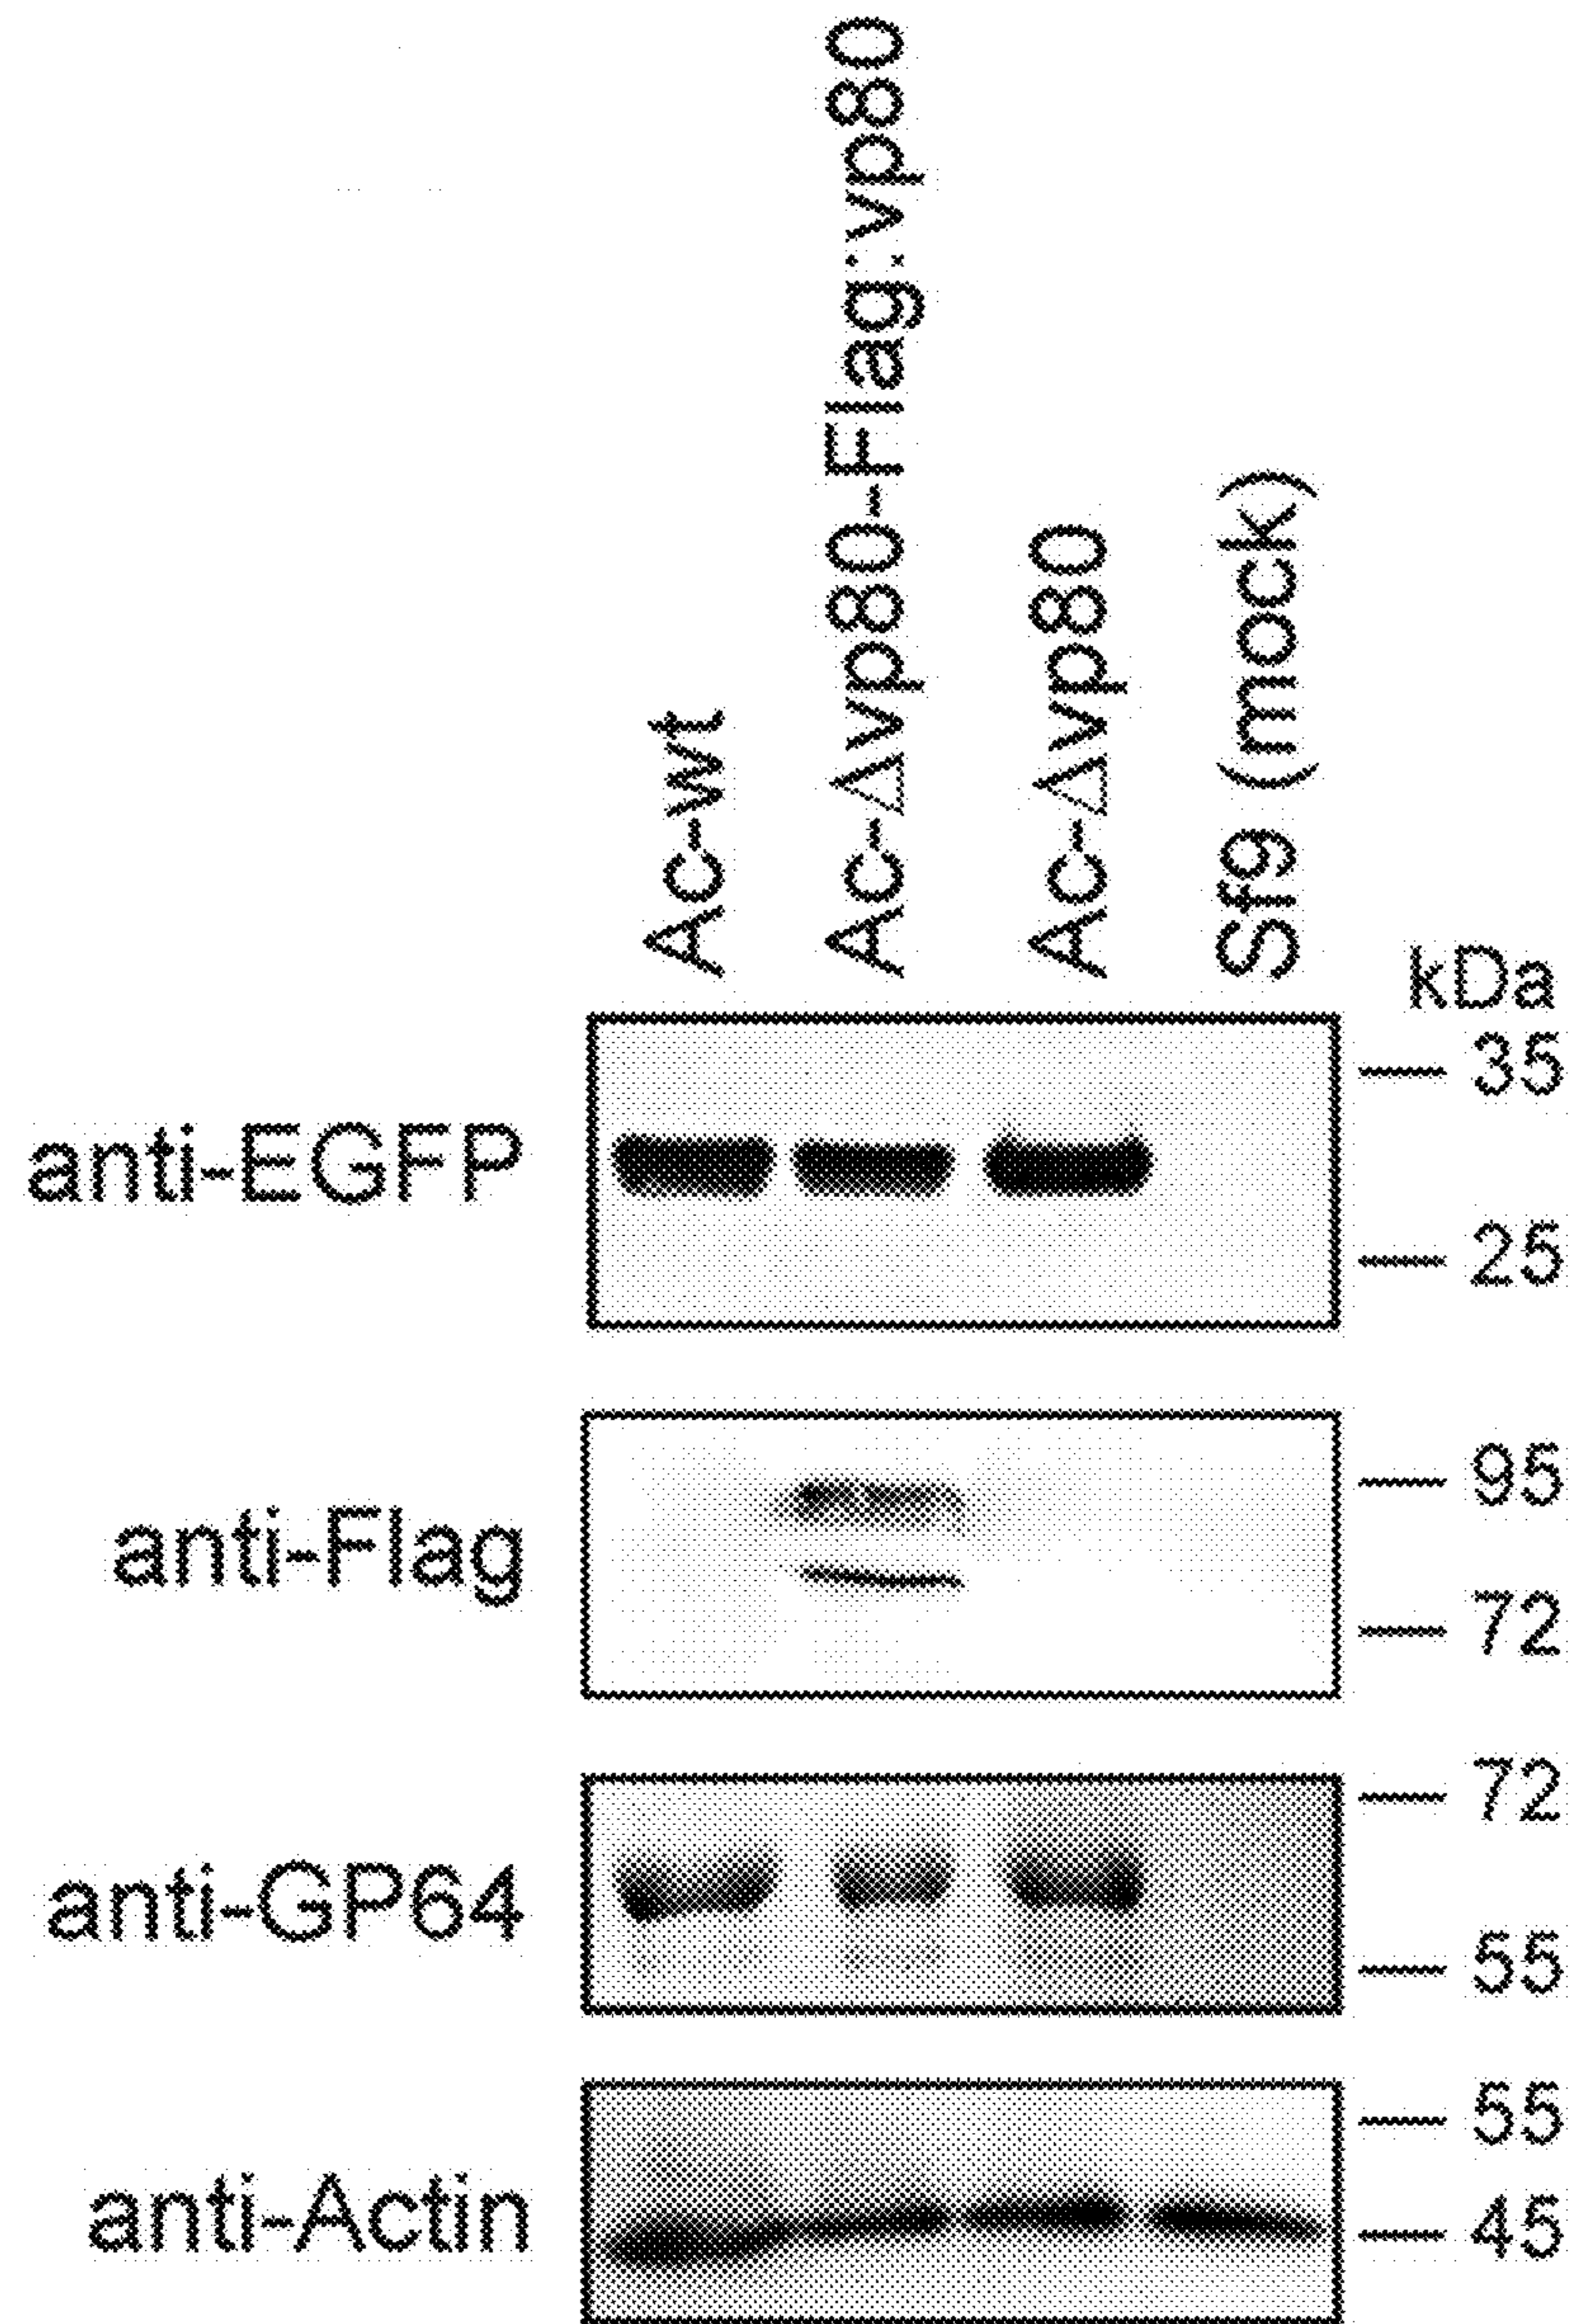 Ac-wt
Ac-Δvp80-Flag:vp80
Ac-Δvp80
Sf9 (mock)
kDa
35
anti-EGFP
25
95
anti-Flag
72
72
anti-GP64
55
55
anti-Actin
45